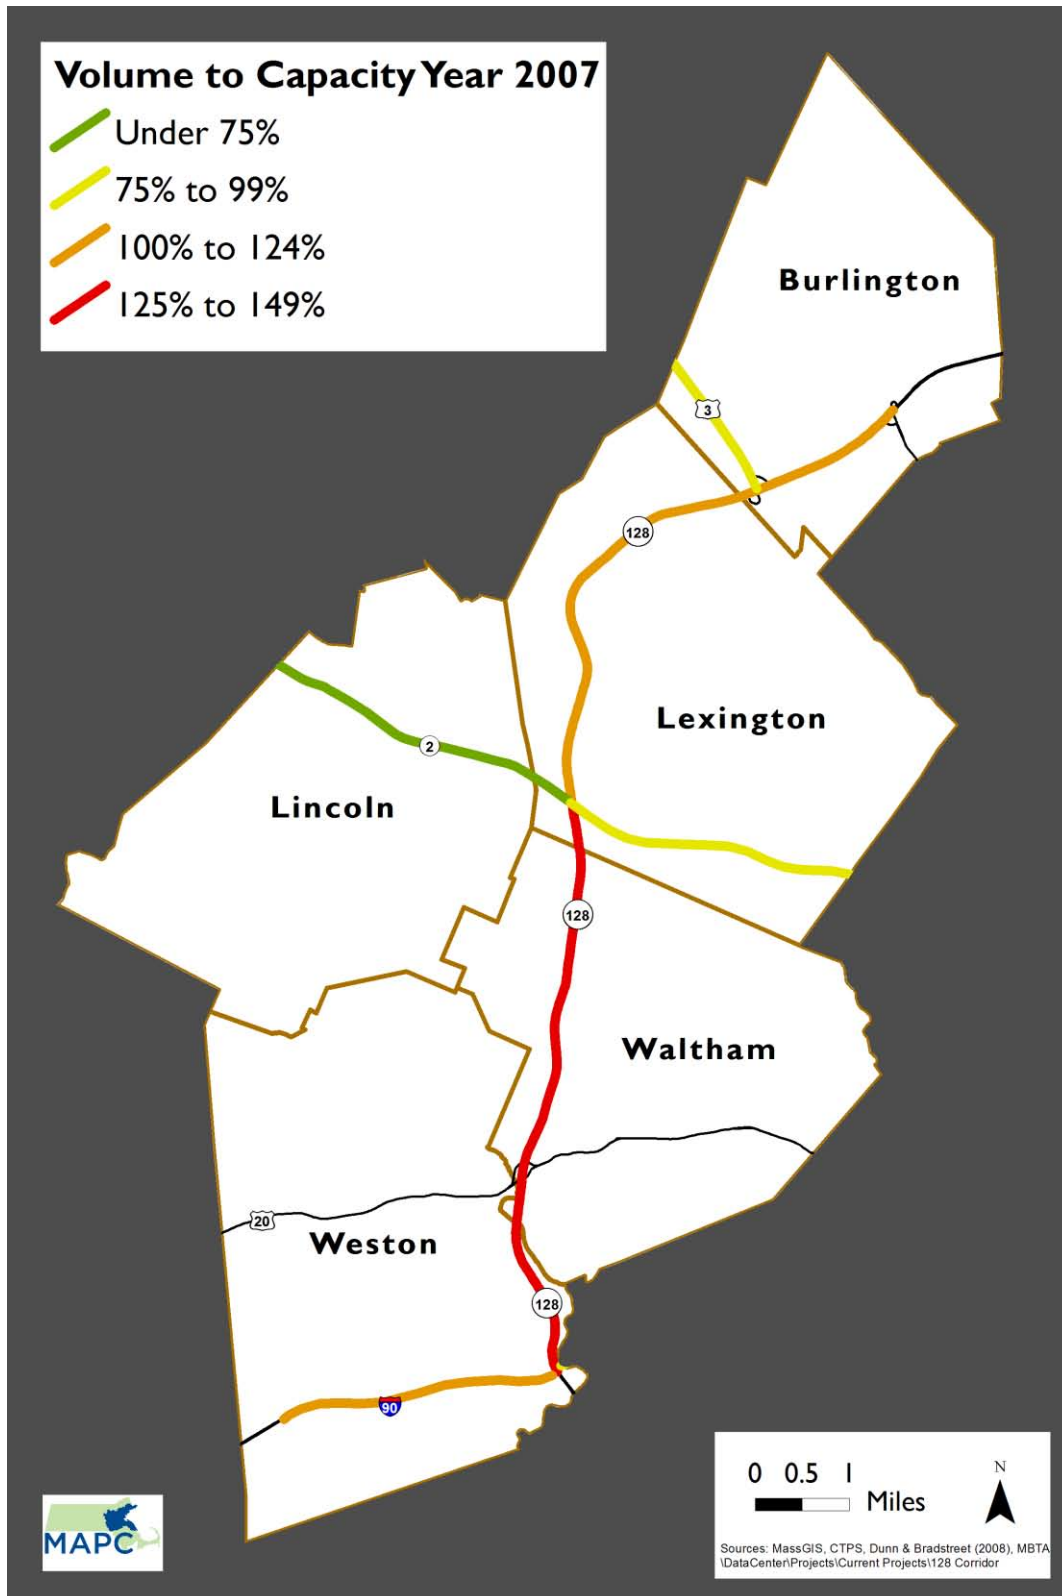 Volume to Capacity Year 2007
Under 75%
75% to 99%
100% to 124%
125% to 149%
Burlington
3
128
Lexington
2
Lincoln
128
Waltham
20
Weston
128
90
0 0.5 1
Miles
N
Sources: MassGIS, CTPS, Dunn & Bradstreet (2008), MBTA
\DataCenter\Projects\Current Projects\128 Corridor
MAPC